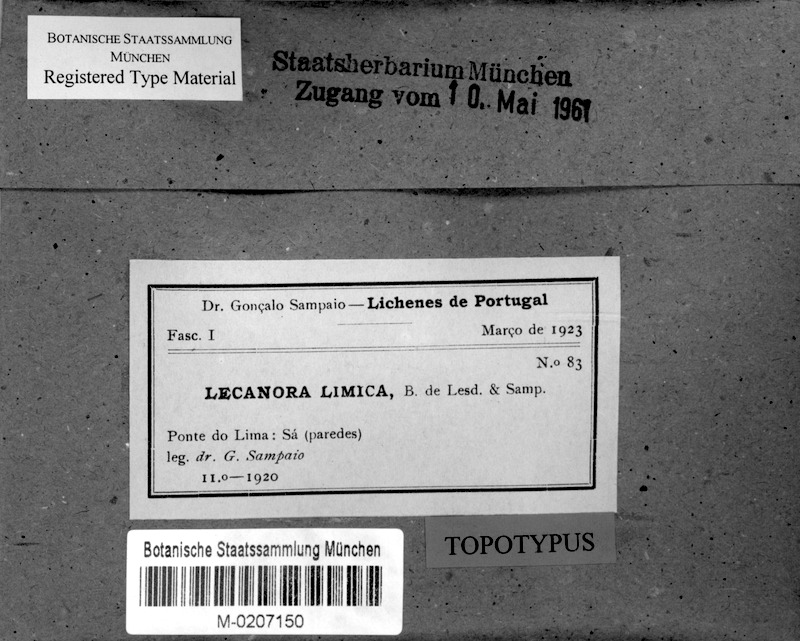 BOTANISCHE STAATSSAMMLUNG
MÜNCHEN
Registered Type Material
Staatsherbarium München
Zugang vom 10. Mai 1961
Dr. Gonçalo Sampaio — Lichenes de Portugal
Fasc. I
Março de 1923
N.o 83
LECANORA LIMICA, B. de Lesd. & Samp.
Ponte do Lima: Sá (paredes)
leg. dr. G. Sampaio
11.o—1920
TOPOTYPUS
Botanische Staatssammlung München
M-0207150